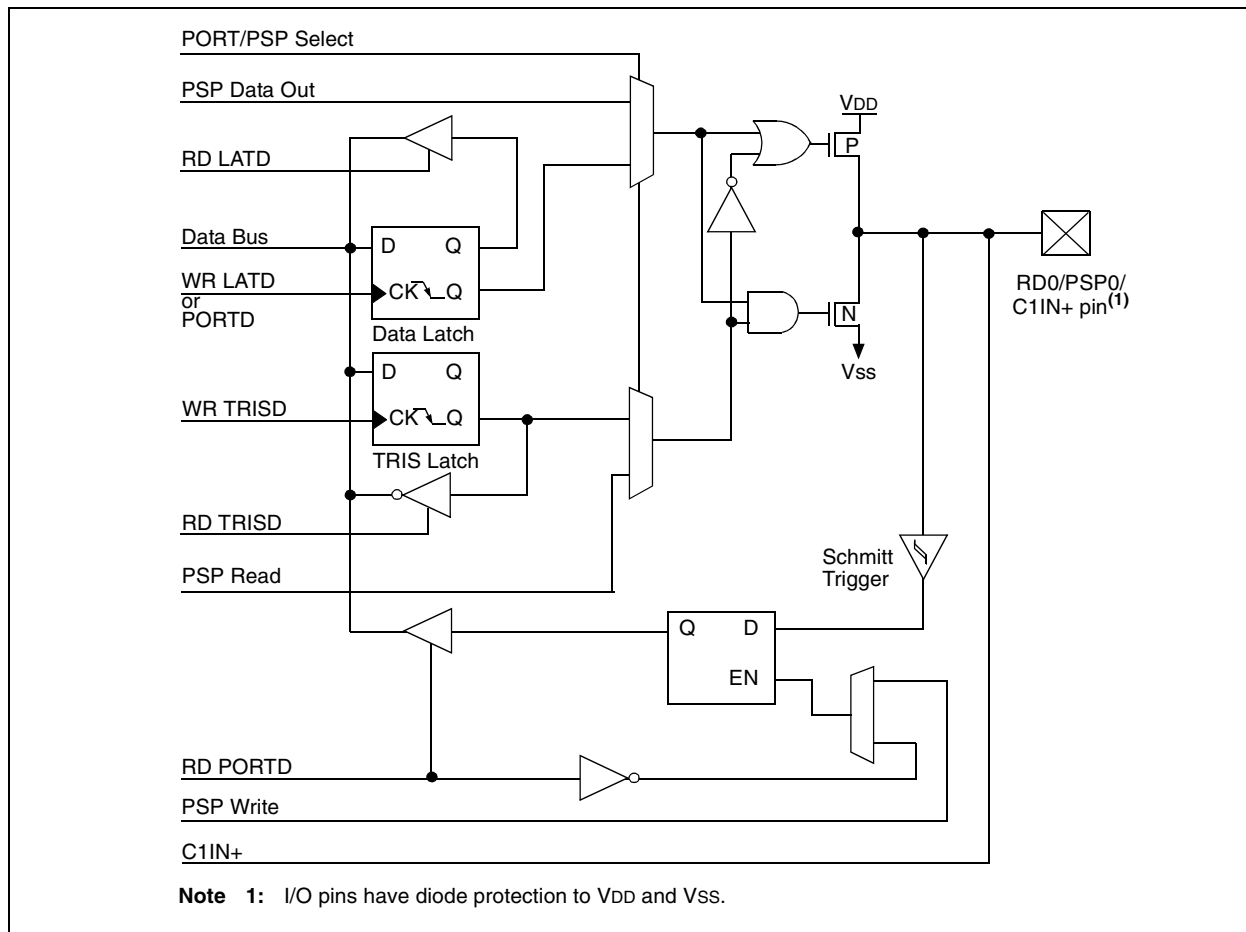 PORT/PSP Select
PSP Data Out
RD LATD
Data Bus
WR LATD
or
PORTD
D Q
CK Q
Data Latch
D Q
CK Q
TRIS Latch
WR TRISD
RD TRISD
PSP Read
VDD
P
N
Vss
RD0/PSP0/
C1IN+ pin(1)
Schmitt
Trigger
Q D
EN
RD PORTD
PSP Write
C1IN+
Note 1: I/O pins have diode protection to VDD and VSS.